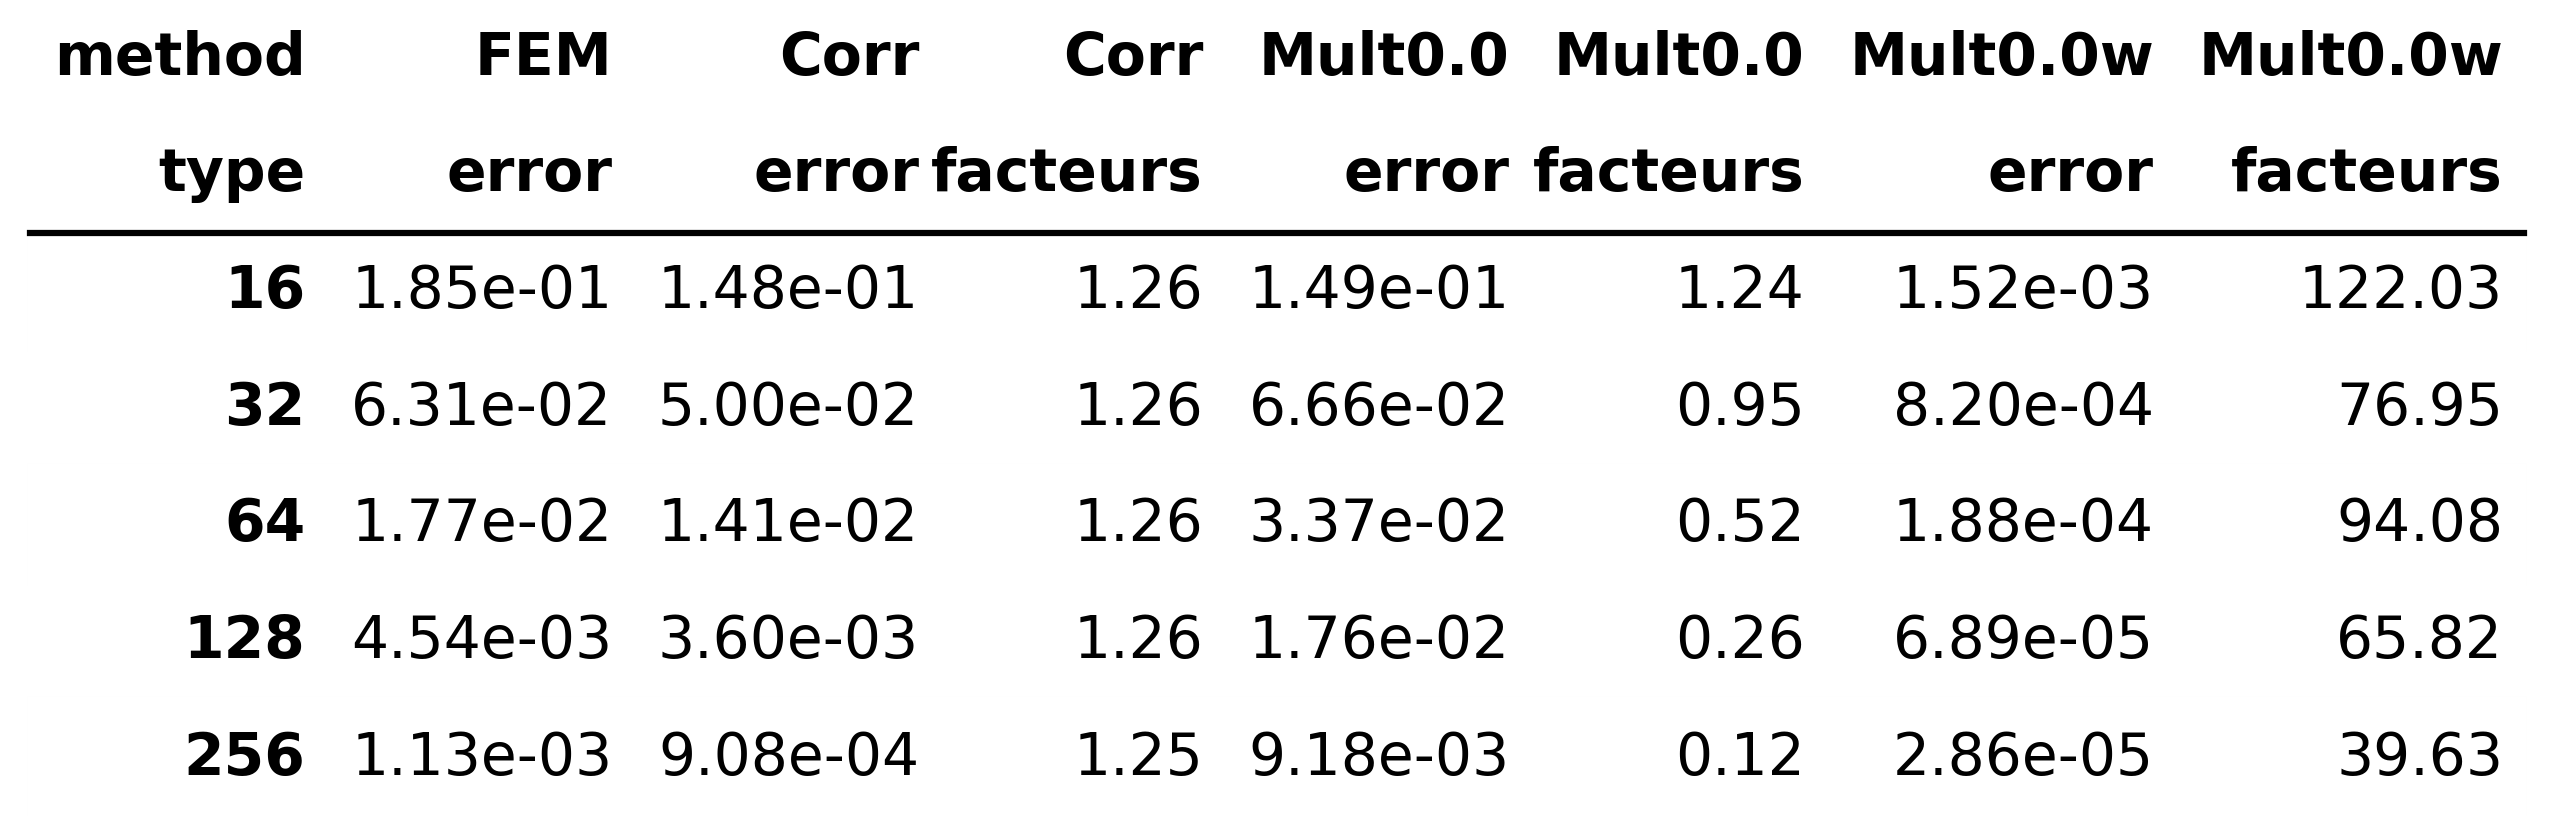 method FEM Corr Corr Mult0.0 Mult0.0 Mult0.0w Mult0.0w
type error error facteurs error facteurs error facteurs
16 1.85e-01 1.48e-01 1.26 1.49e-01 1.24 1.52e-03 122.03
32 6.31e-02 5.00e-02 1.26 6.66e-02 0.95 8.20e-04 76.95
64 1.77e-02 1.41e-02 1.26 3.37e-02 0.52 1.88e-04 94.08
128 4.54e-03 3.60e-03 1.26 1.76e-02 0.26 6.89e-05 65.82
256 1.13e-03 9.08e-04 1.25 9.18e-03 0.12 2.86e-05 39.63